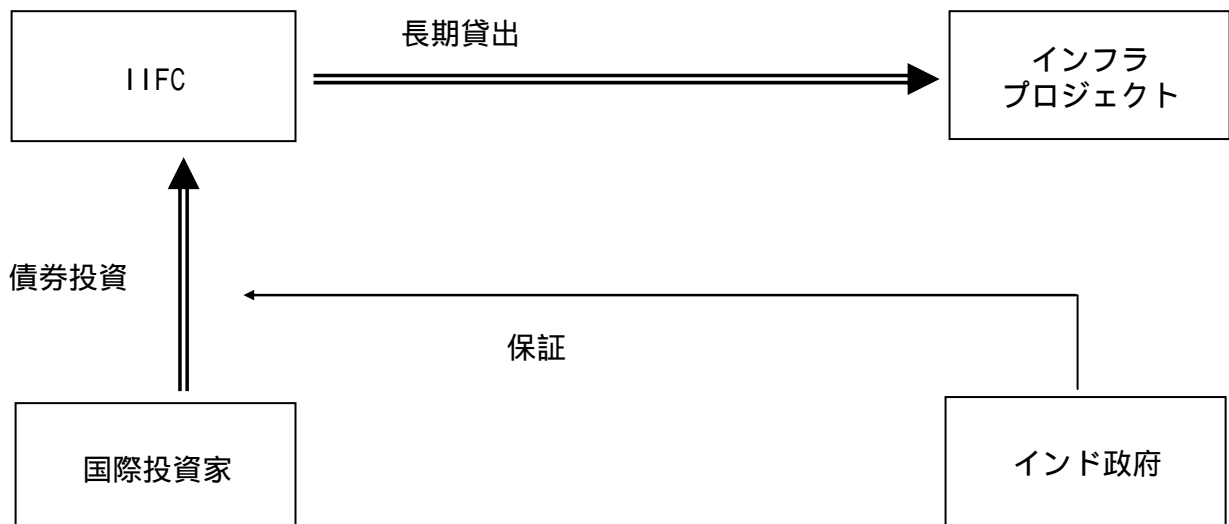 長期貸出
IIFC
インフラ
プロジェクト
債券投資
保証
国際投資家
インド政府